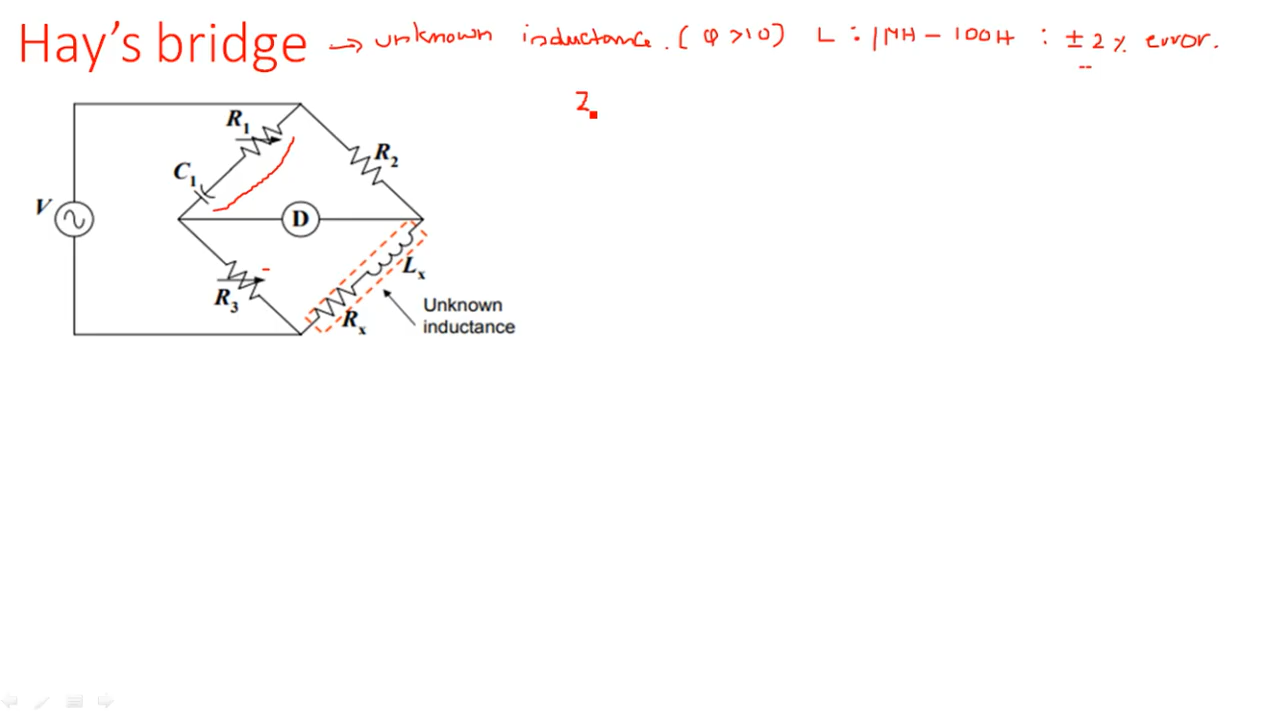 Hay's bridge → unknown inductance. (Q >10) L : 1MH – 100H : ± 2 % error.
Z
R1
R2
C1
V
D
Lx
R3
Rx
Unknown
inductance